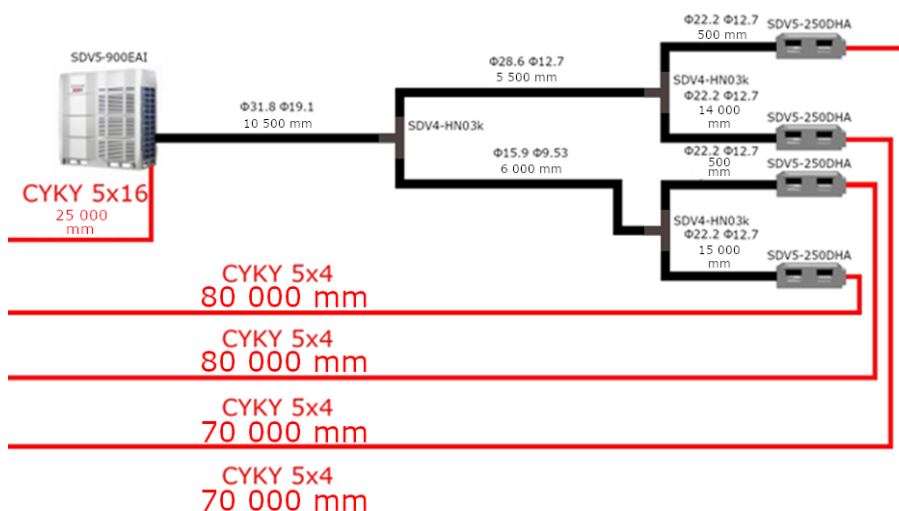 Φ22.2 Φ12.7
500 mm
SDV5-250DHA
SDV5-900EAI
Φ28.6 Φ12.7
5 500 mm
SDV4-HN03k
Φ22.2 Φ12.7
14 000
mm
Φ31.8 Φ19.1
10 500 mm
SDV4-HN03k
SDV5-250DHA
Φ15.9 Φ9.53
6 000 mm
Φ22.2 Φ12.7
500
mm
SDV5-250DHA
CYKY 5x16
25 000
mm
SDV4-HN03k
Φ22.2 Φ12.7
15 000
mm
SDV5-250DHA
CYKY 5x4
80 000 mm
CYKY 5x4
80 000 mm
CYKY 5x4
70 000 mm
CYKY 5x4
70 000 mm